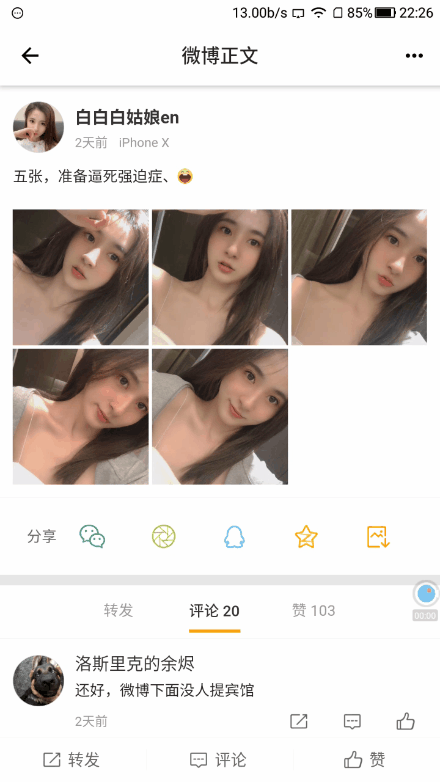 13.00b/s 85% 22:26
微博正文
白白白姑娘en
2天前 iPhone X
五张，准备逼死强迫症、
分享
转发 评论 20 赞 103
00:00
洛斯里克的余烬
还好，微博下面没人提宾馆
2天前
转发 评论 赞